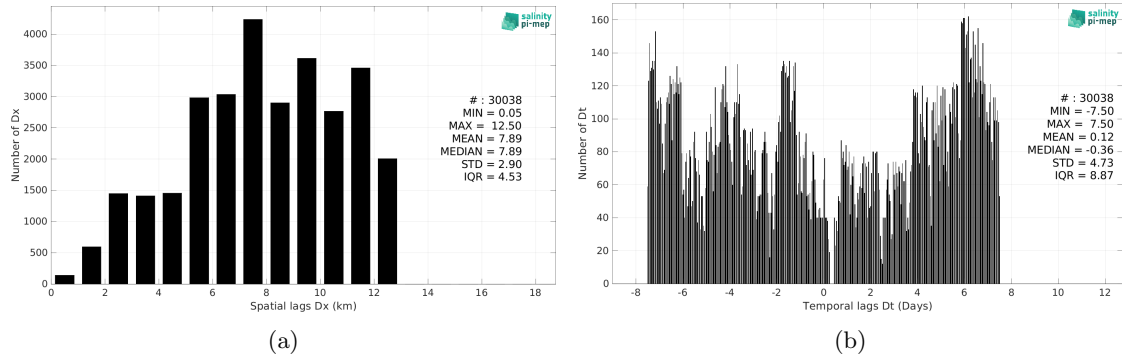 salinity
pi-mep
4000
3500
3000
2500
2000
1500
1000
500
0
Number of Dx
# : 30038
MIN = 0.05
MAX = 12.50
MEAN = 7.89
MEDIAN = 7.89
STD = 2.90
IQR = 4.53
0 2 4 6 8 10 12 14 16 18
Spatial lags Dx (km)
(a)
salinity
pi-mep
160
140
120
100
80
60
40
20
0
Number of Dt
# : 30038
MIN = -7.50
MAX = 7.50
MEAN = 0.12
MEDIAN = -0.36
STD = 4.73
IQR = 8.87
-8 -6 -4 -2 0 2 4 6 8 10 12
Temporal lags Dt (Days)
(b)